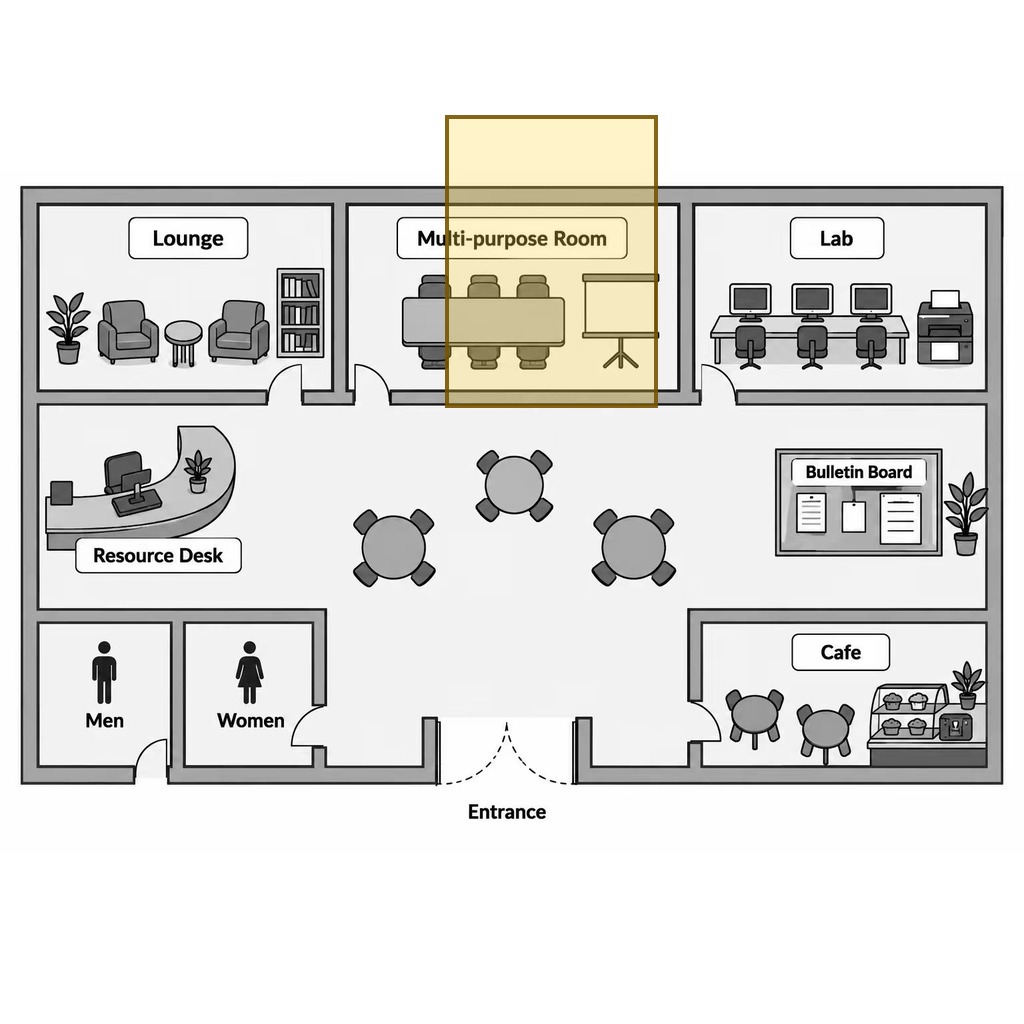 Lounge
Multi-purpose Room
Lab
Bulletin Board
Resource Desk
Cafe
Men
Women
Entrance